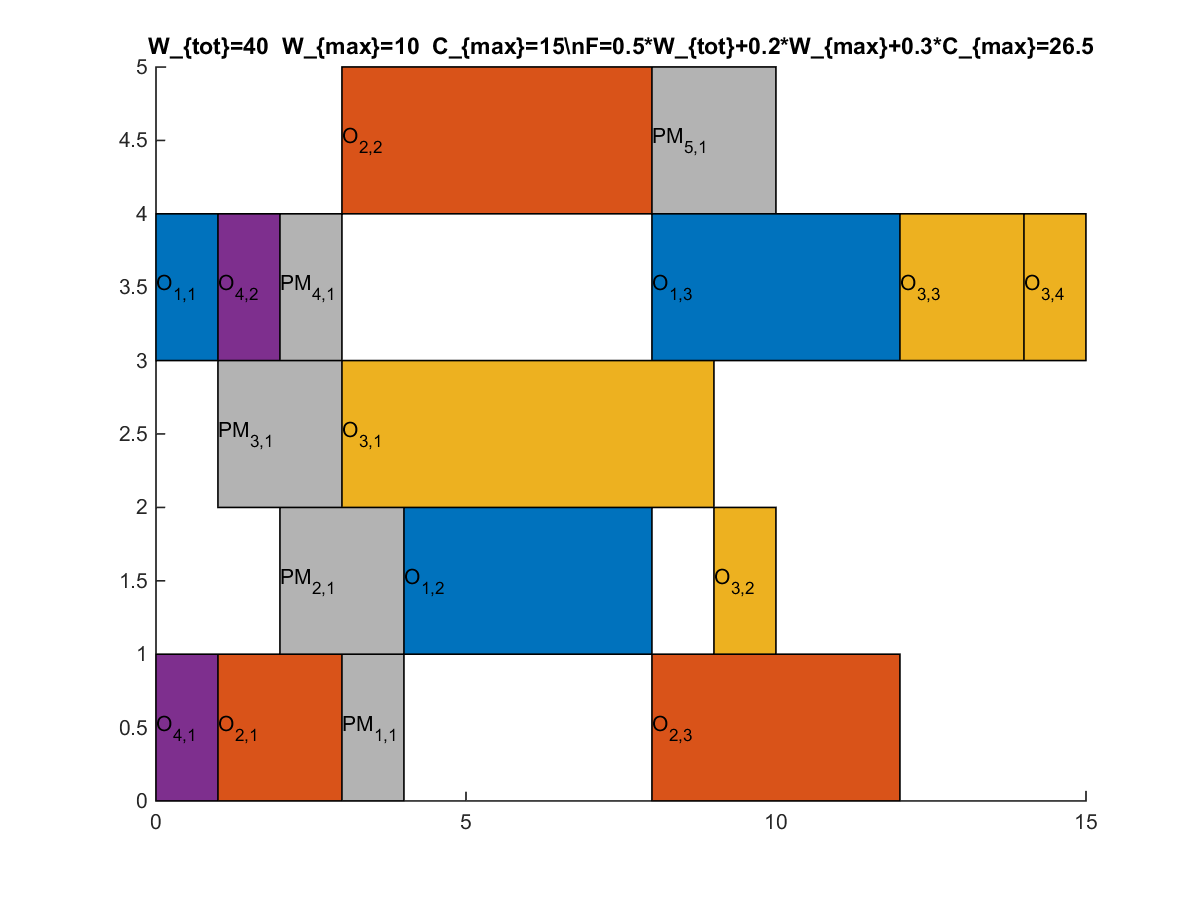 W_{tot}=40  W_{max}=10  C_{max}=15\nF=0.5*W_{tot}+0.2*W_{max}+0.3*C_{max}=26.5
5
O2,2
PM5,1
4.5
4
O1,1
O4,2
PM4,1
O1,3
O3,3
O3,4
3.5
3
PM3,1
O3,1
2.5
2
PM2,1
O1,2
O3,2
1.5
1
O4,1
O2,1
PM1,1
O2,3
0.5
0
0 5 10 15